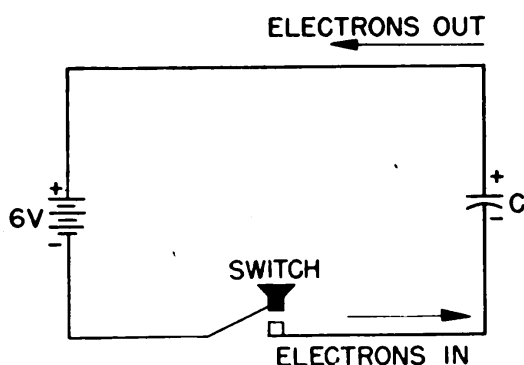 ELECTRONS OUT
+
+
6V
C
-
-
SWITCH
ELECTRONS IN